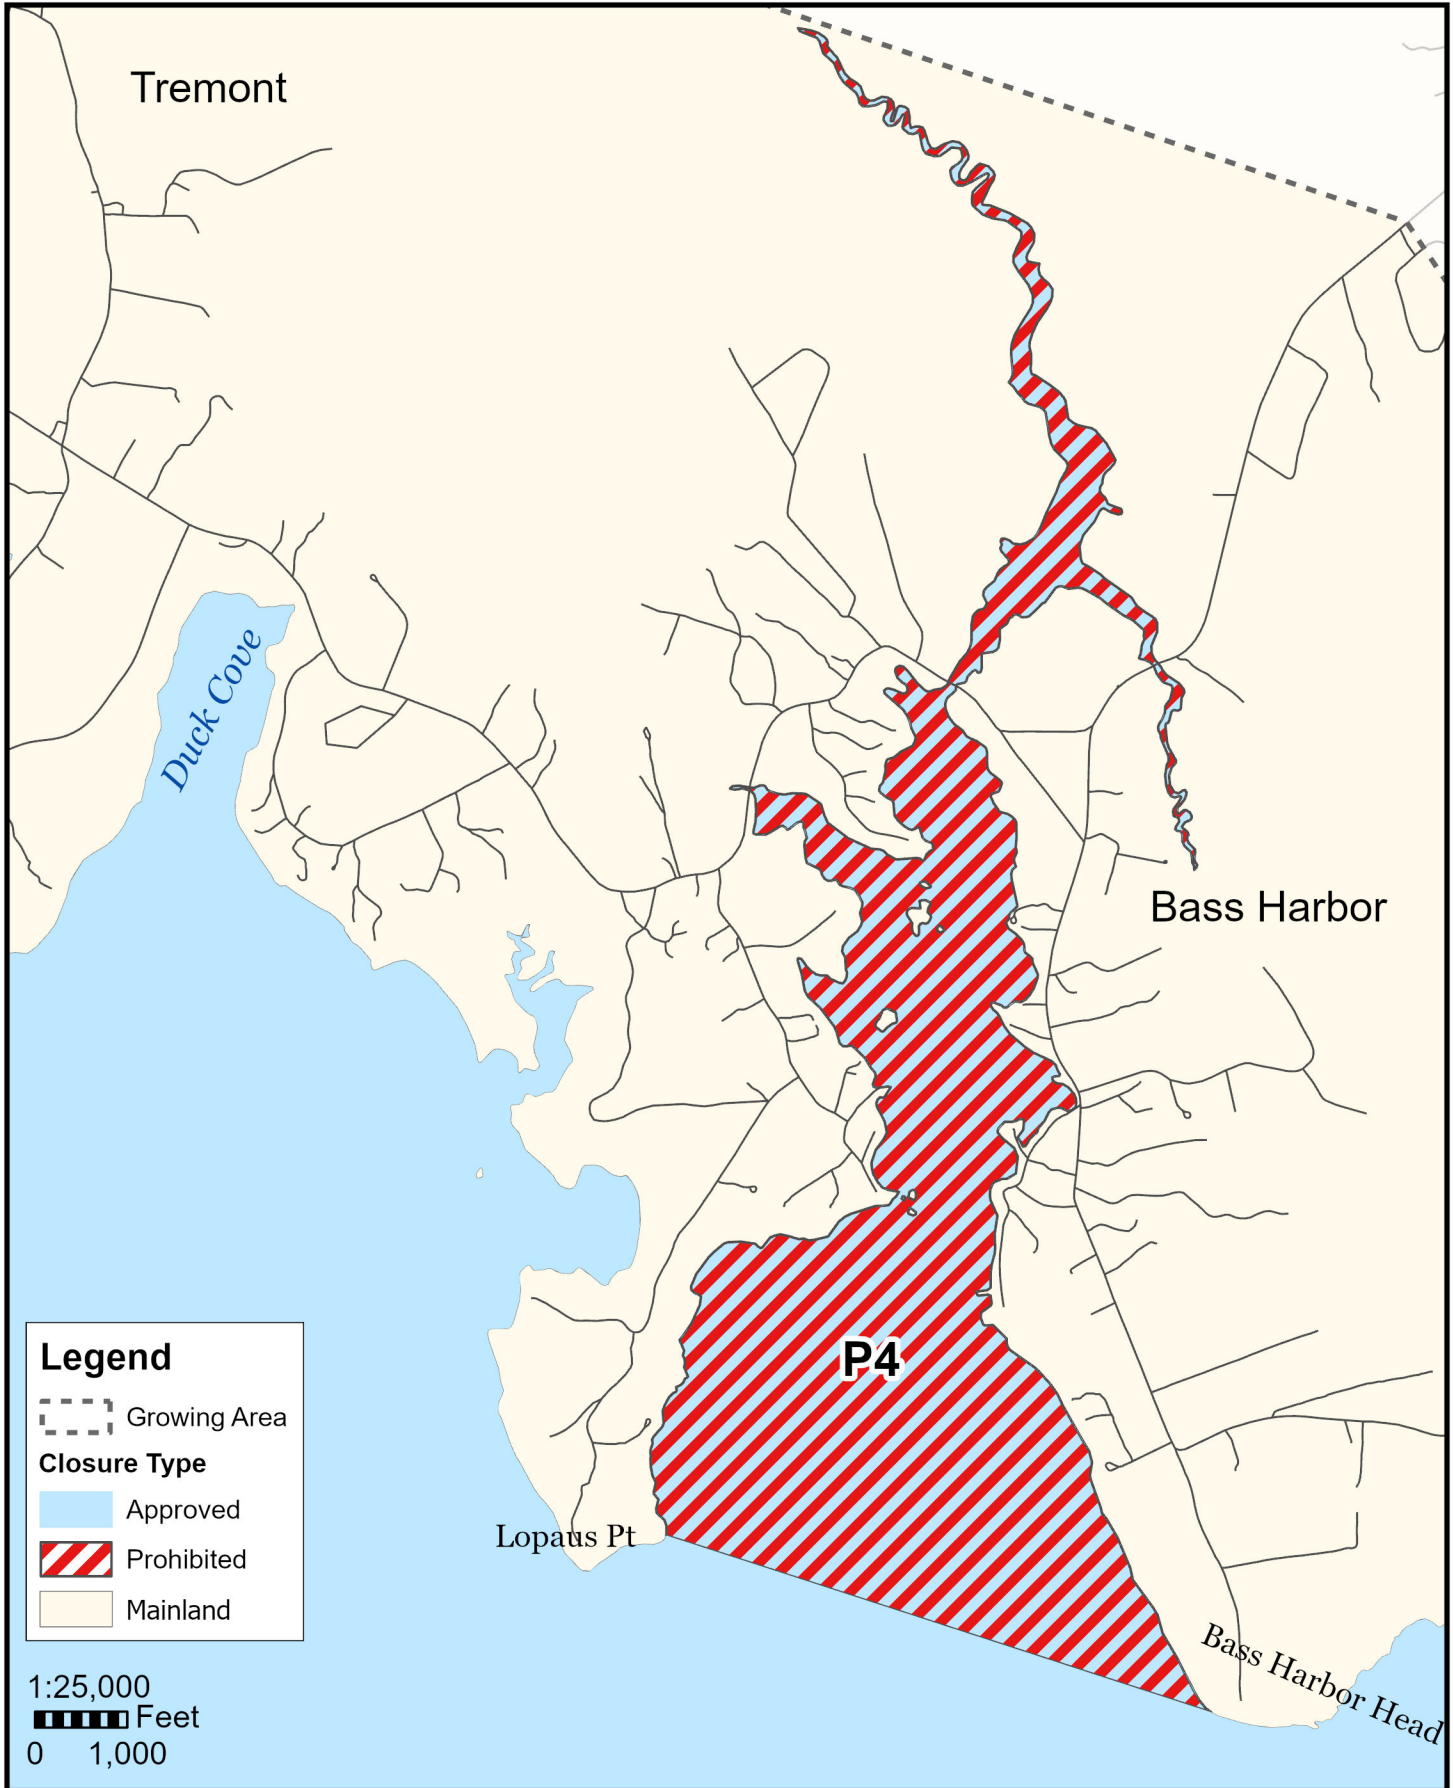 Tremont
Duck Cove
Bass Harbor
P4
Legend
Growing Area
Closure Type
Approved
Prohibited
Mainland
Lopaus Pt
Bass Harbor Head
1:25,000
Feet
0 1,000